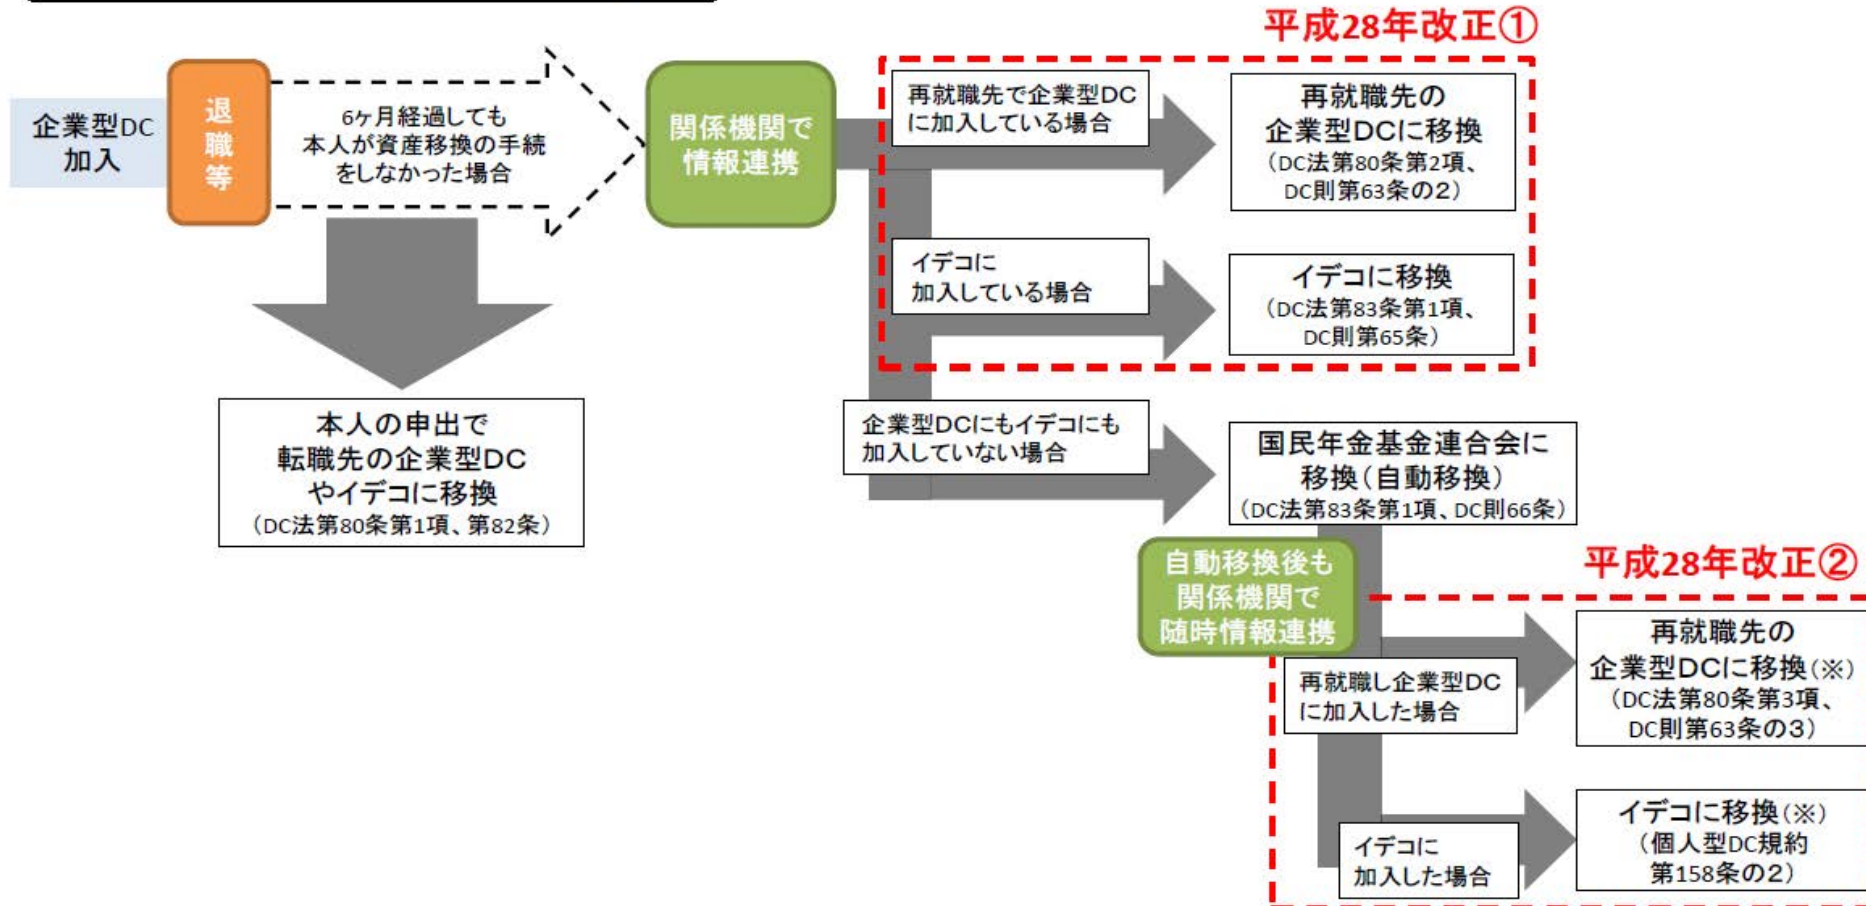 平成28年改正①
企業型DC
加入
退
職
等
6ヶ月経過しても
本人が資産移換の手続
をしなかった場合
関係機関で
情報連携
再就職先で企業型DC
に加入している場合
再就職先の
企業型DCに移換
（DC法第80条第2項、
DC則第63条の2）
イデコに
加入している場合
イデコに移換
（DC法第83条第1項、
DC則第65条）
本人の申出で
転職先の企業型DC
やイデコに移換
（DC法第80条第1項、第82条）
企業型DCにもイデコにも
加入していない場合
国民年金基金連合会に
移換（自動移換）
（DC法第83条第1項、DC則66条）
自動移換後も
関係機関で
随時情報連携
平成28年改正②
再就職し企業型DC
に加入した場合
再就職先の
企業型DCに移換(※)
（DC法第80条第3項、
DC則第63条の3）
イデコに
加入した場合
イデコに移換(※)
（個人型DC規約
第158条の2）